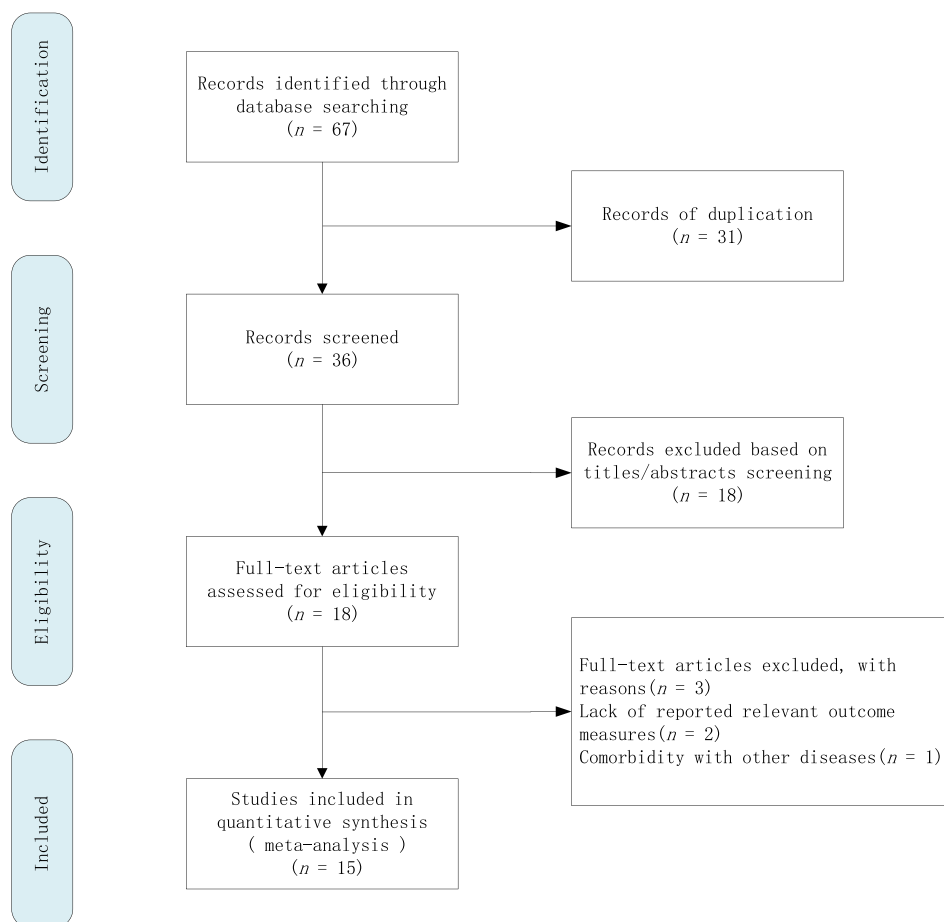 Identification
Records identified through
database searching
(n = 67)
Records of duplication
(n = 31)
Screening
Records screened
(n = 36)
Records excluded based on
titles/abstracts screening
(n = 18)
Eligibility
Full-text articles
assessed for eligibility
(n = 18)
Full-text articles excluded, with
reasons(n = 3)
Lack of reported relevant outcome
measures(n = 2)
Comorbidity with other diseases(n = 1)
Included
Studies included in
quantitative synthesis
( meta-analysis )
(n = 15)